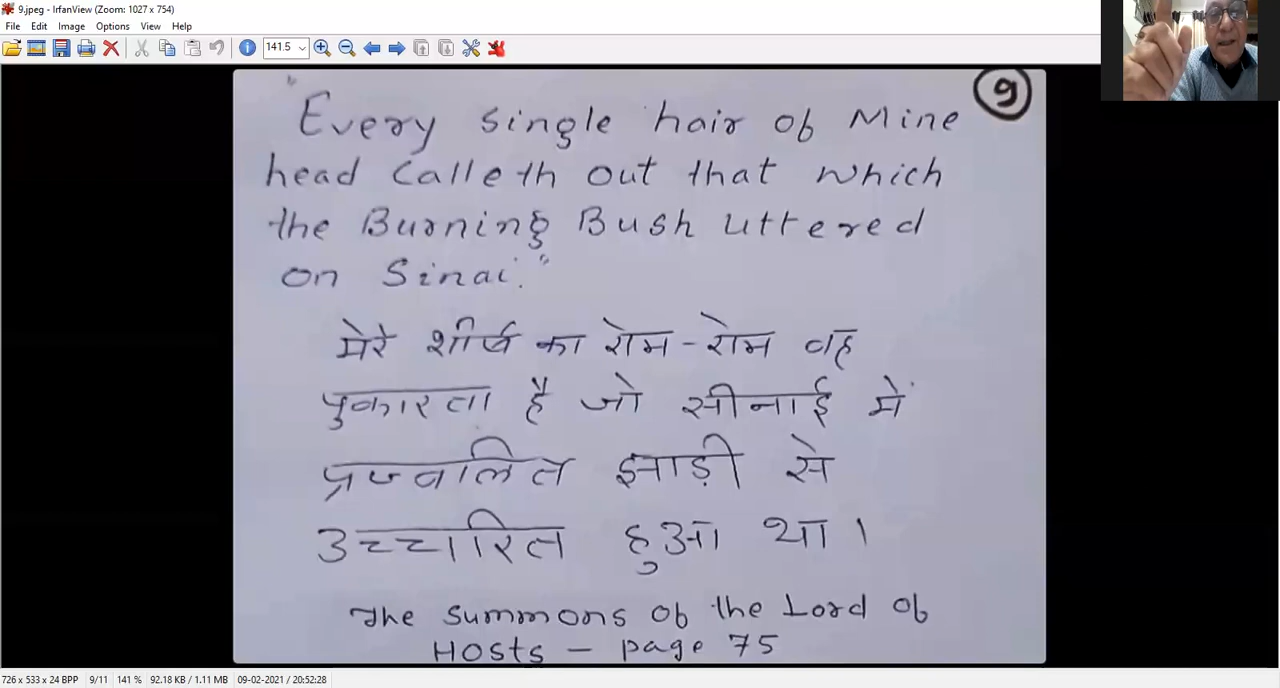 9.jpeg - IrfanView (Zoom: 1027 x 754)
File Edit Image Options View Help
141.5
9
"Every single hair of Mine
head Calleth out that which
the Burning Bush uttered
on Sinai."
मेरे शीर्ष का रोम-रोम वह
पुकारता है जो सीनाई में
प्रज्वलित झाड़ी से
उच्चारित हुआ था।
The Summons of the Lord of
Hosts – page 75
726 x 533 x 24 BPP 9/11 141 % 92.18 KB / 1.11 MB 09-02-2021 / 20:52:28